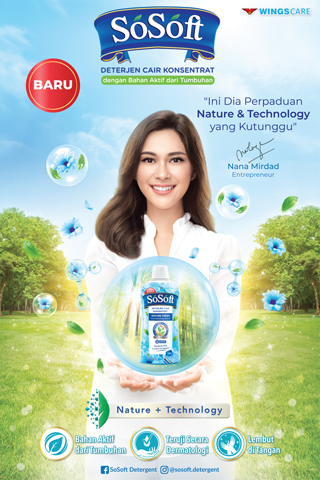 WINGSCARE
SoSoft
DETERJEN CAIR KONSENTRAT
dengan Bahan Aktif dari Tumbuhan
BARU
"Ini Dia Perpaduan
Nature & Technology
yang Kutunggu"
Nana Mirdad
Entrepreneur
SoSoft
Nature + Technology
Bahan Aktif
dari Tumbuhan
Teruji Secara
Dermatologi
Lembut
di Tangan
SoSoft Detergent
@sosoft.detergent